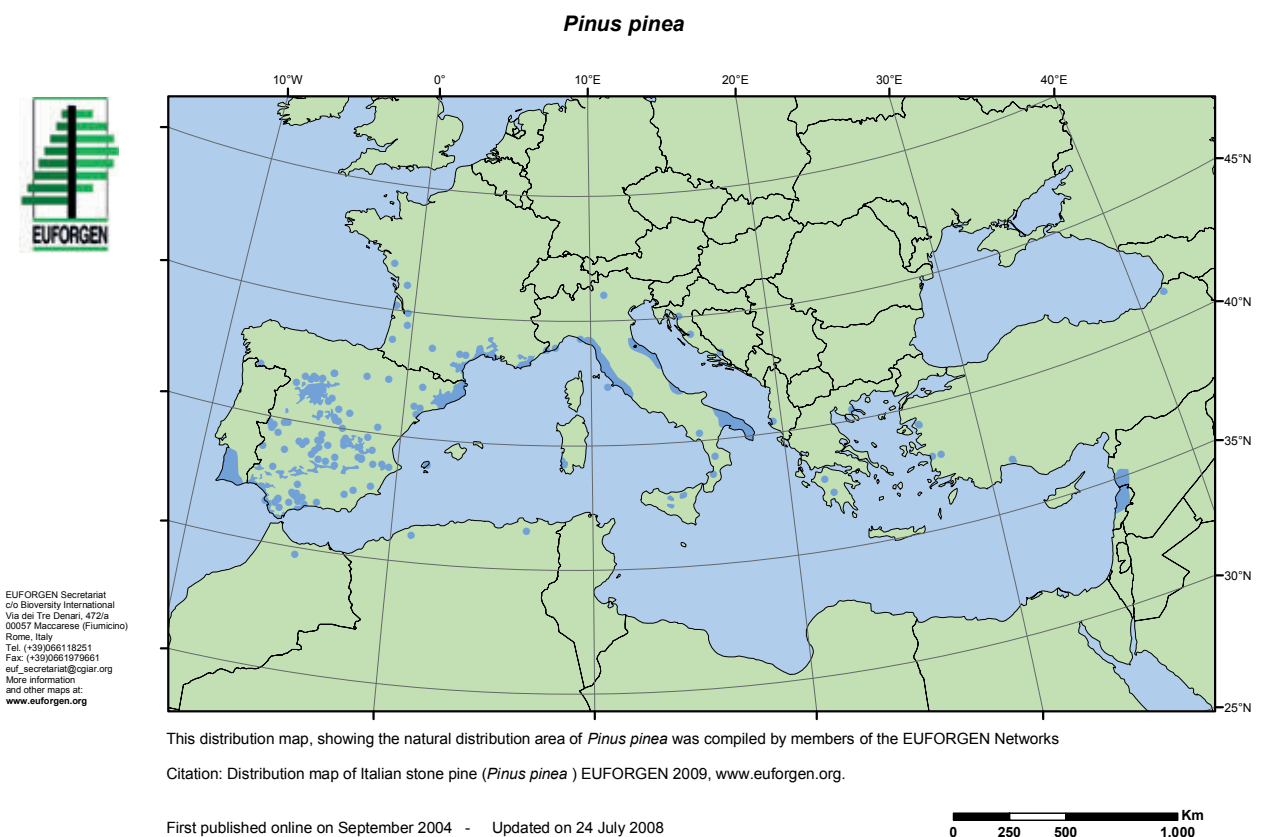 Pinus pinea
10°W 0° 10°E 20°E 30°E 40°E
EUFORGEN
45°N
40°N
35°N
30°N
25°N
EUFORGEN Secretariat
c/o Bioversity International
Via dei Tre Denari, 472/a
00057 Maccarese (Fiumicino)
Rome, Italy
Tel. (+39)066118251
Fax: (+39)0661979661
euf_secretariat@cgiar.org
More information
and other maps at:
www.euforgen.org
This distribution map, showing the natural distribution area of Pinus pinea was compiled by members of the EUFORGEN Networks
Citation: Distribution map of Italian stone pine (Pinus pinea ) EUFORGEN 2009, www.euforgen.org.
First published online on September 2004 - Updated on 24 July 2008
Km
0 250 500 1.000